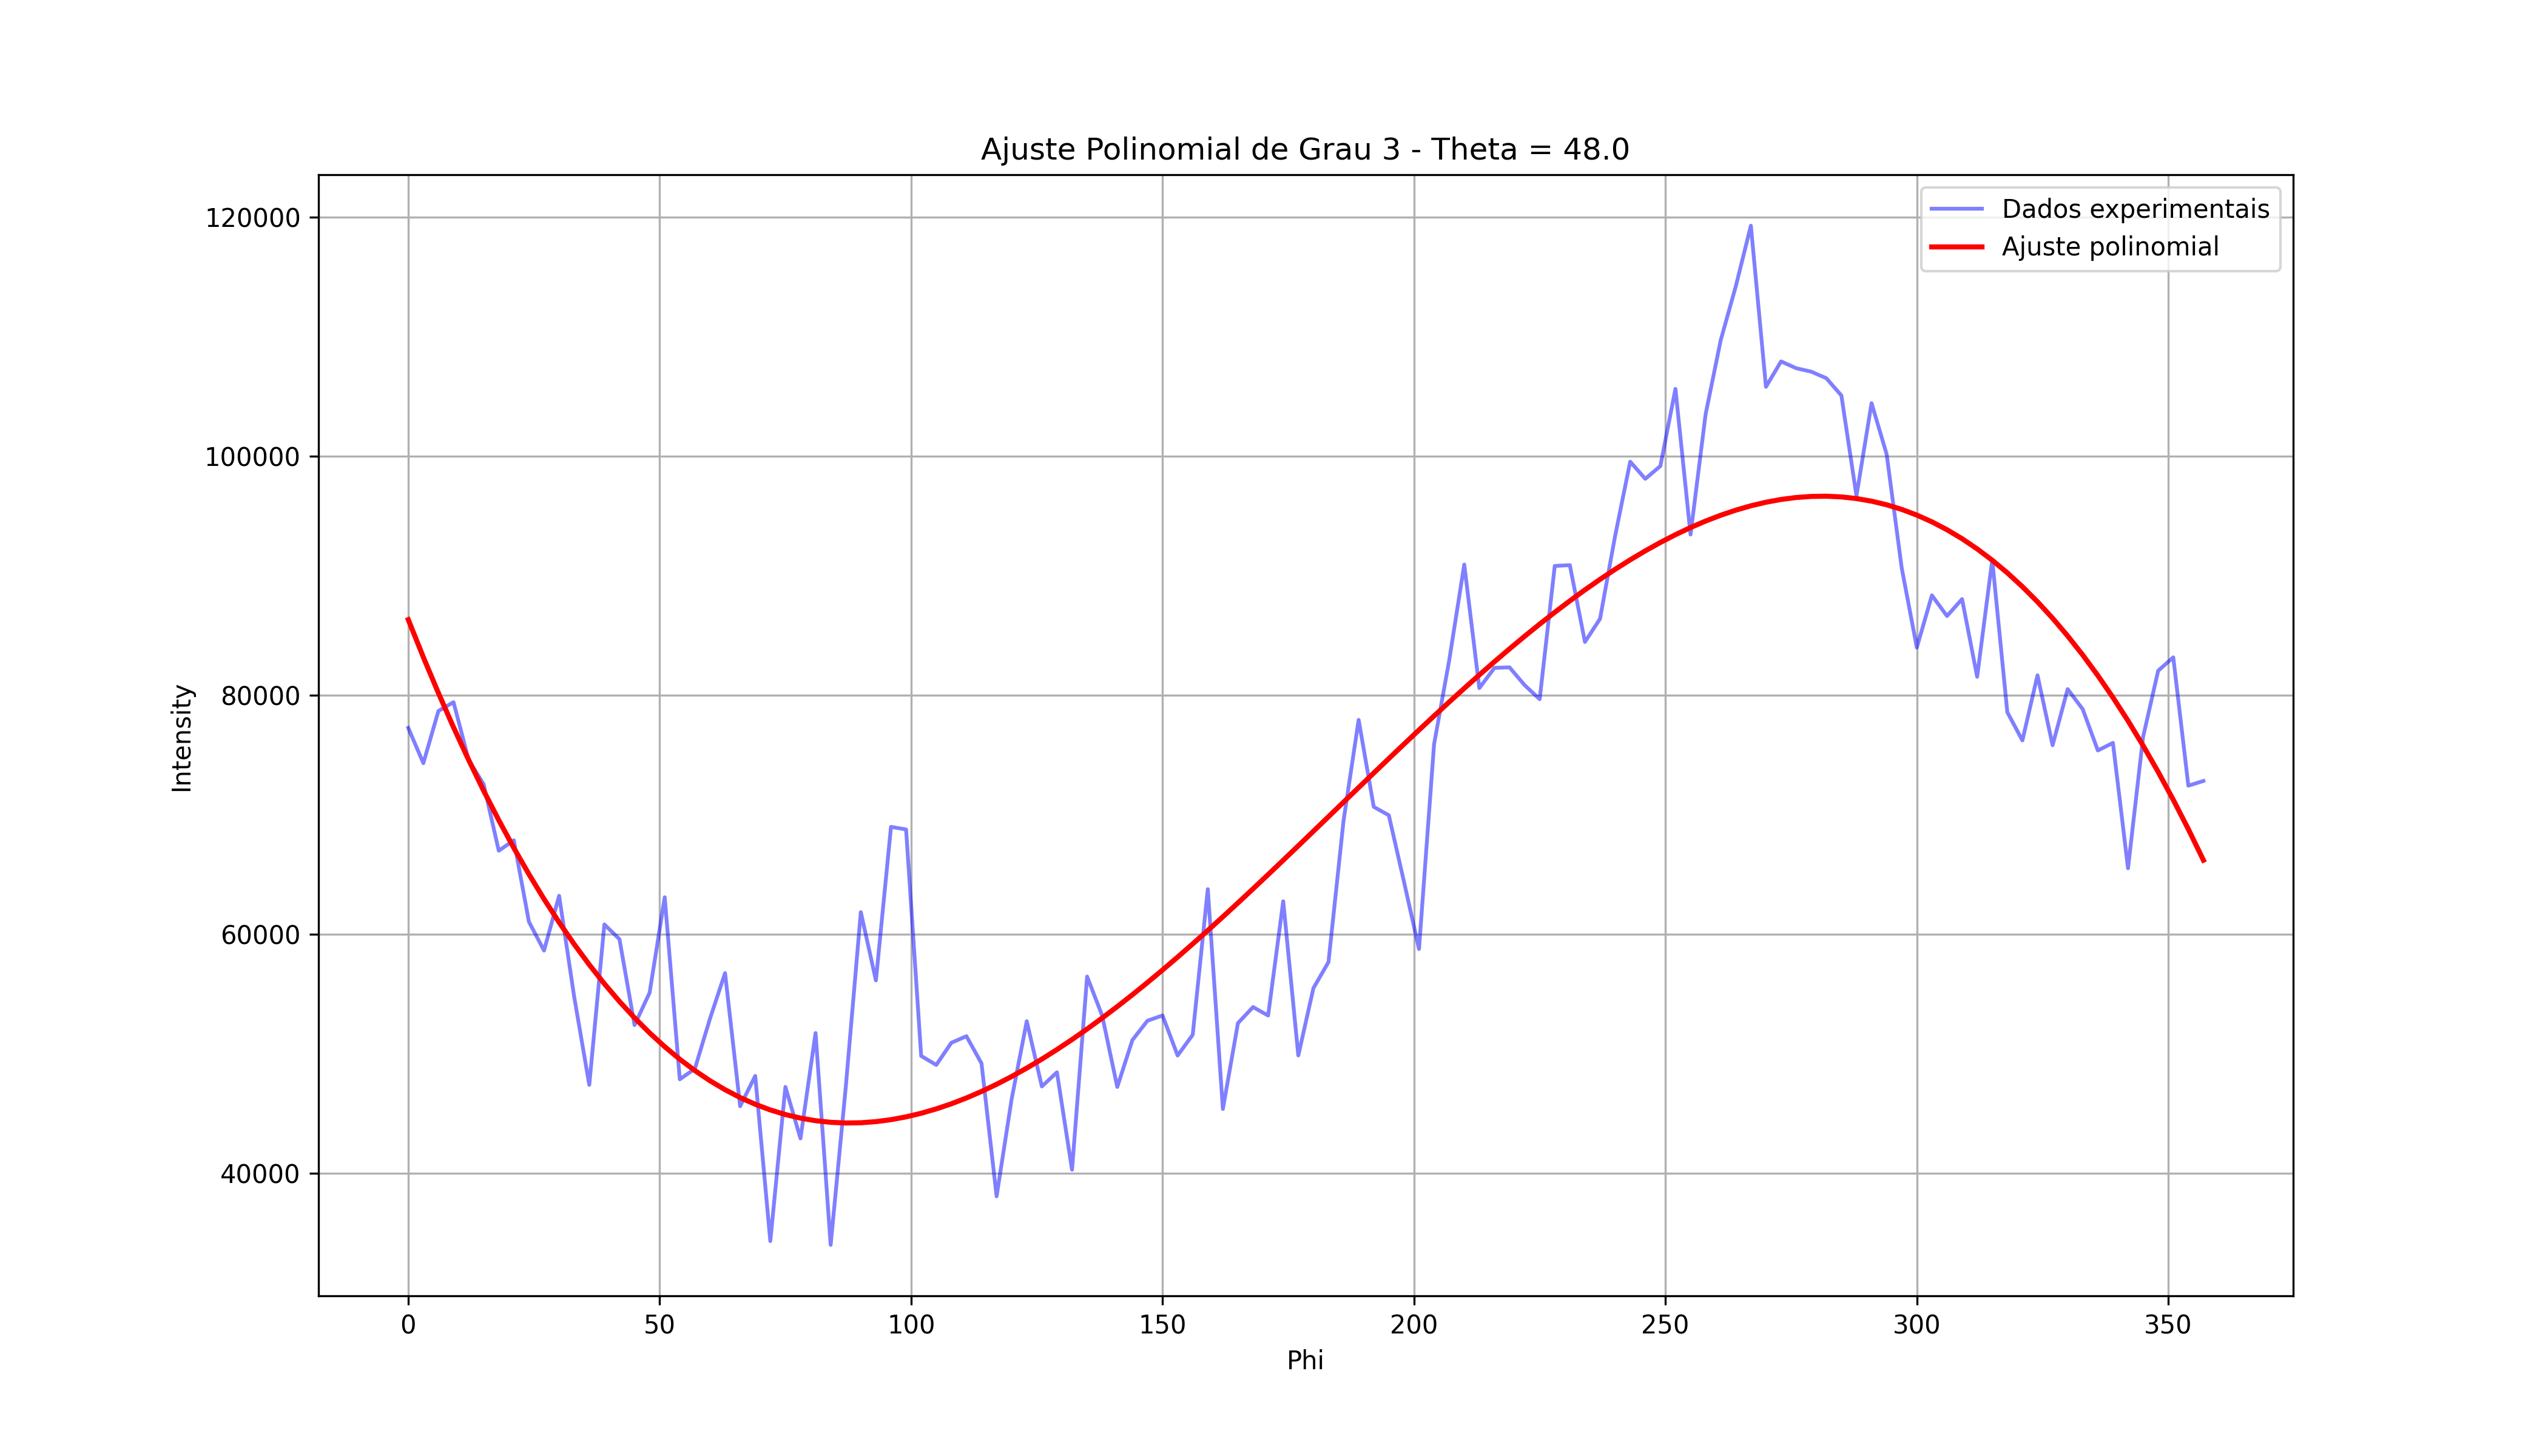 Ajuste Polinomial de Grau 3 - Theta = 48.0
Dados experimentais
Ajuste polinomial
120000
100000
80000
60000
40000
Intensity
0 50 100 150 200 250 300 350
Phi